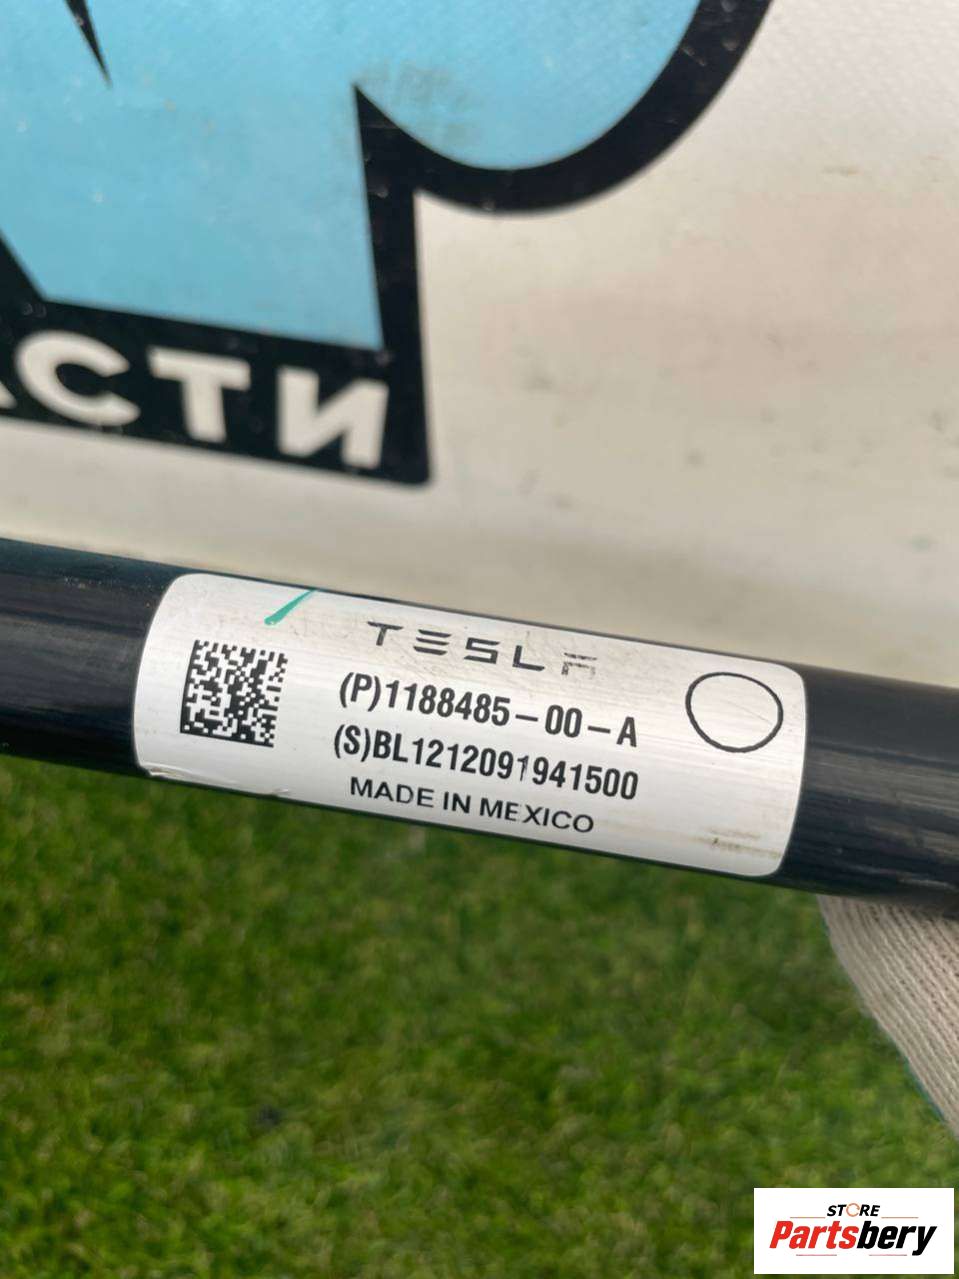 АСТИ
TESLA
(P)1188485-00-A
(S)BL1212091941500
MADE IN MEXICO
STORE
Partsbery